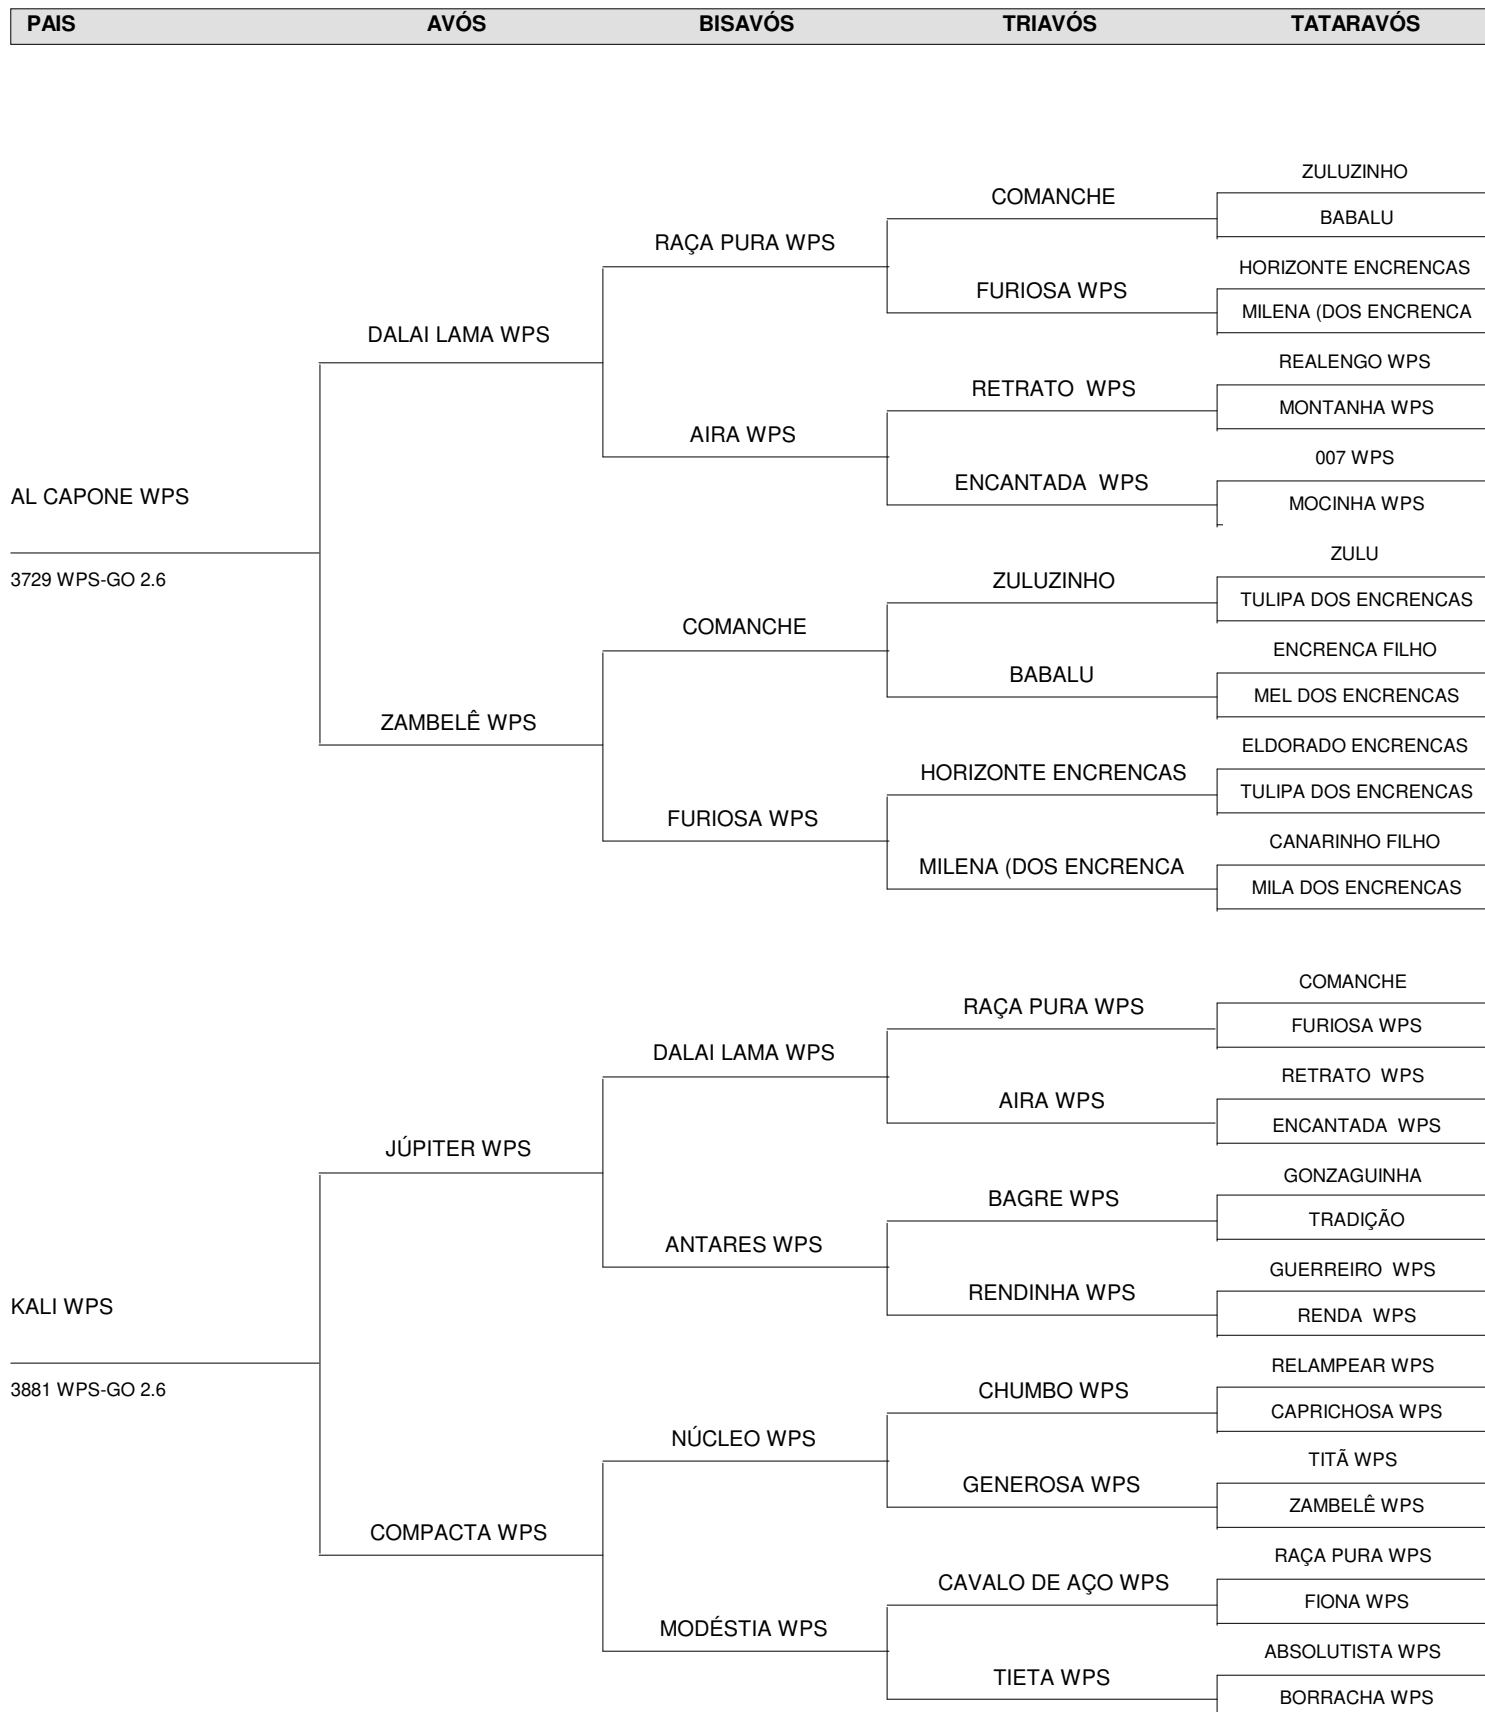 PAIS AVÓS BISAVÓS TRIAVÓS TATARAVÓS
ZULUZINHO
COMANCHE
BABALU
RAÇA PURA WPS
HORIZONTE ENCRENCAS
FURIOSA WPS
MILENA (DOS ENCRENCA
DALAI LAMA WPS
REALENGO WPS
RETRATO WPS
MONTANHA WPS
AIRA WPS
007 WPS
ENCANTADA WPS
MOCINHA WPS
AL CAPONE WPS
3729 WPS-GO 2.6
ZULU
ZULUZINHO
TULIPA DOS ENCRENCAS
COMANCHE
ENCRENCA FILHO
BABALU
MEL DOS ENCRENCAS
ZAMBELÊ WPS
ELDORADO ENCRENCAS
HORIZONTE ENCRENCAS
TULIPA DOS ENCRENCAS
FURIOSA WPS
CANARINHO FILHO
MILENA (DOS ENCRENCA
MILA DOS ENCRENCAS
COMANCHE
RAÇA PURA WPS
FURIOSA WPS
DALAI LAMA WPS
RETRATO WPS
AIRA WPS
ENCANTADA WPS
JÚPITER WPS
GONZAGUINHA
BAGRE WPS
TRADIÇÃO
ANTARES WPS
GUERREIRO WPS
RENDINHA WPS
RENDA WPS
KALI WPS
3881 WPS-GO 2.6
RELAMPEAR WPS
CHUMBO WPS
CAPRICHOSA WPS
NÚCLEO WPS
TITÃ WPS
GENEROSA WPS
ZAMBELÊ WPS
COMPACTA WPS
RAÇA PURA WPS
CAVALO DE AÇO WPS
FIONA WPS
MODÉSTIA WPS
ABSOLUTISTA WPS
TIETA WPS
BORRACHA WPS